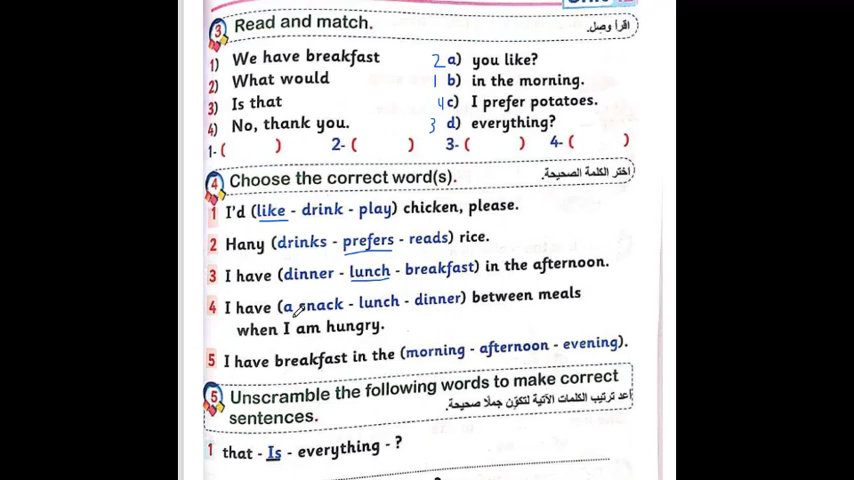 3 Read and match. اقرأ وصل.
1) We have breakfast 2 a) you like?
2) What would 1 b) in the morning.
3) Is that 4 c) I prefer potatoes.
4) No, thank you. 3 d) everything?
1- ( ) 2- ( ) 3- ( ) 4- ( )
4 Choose the correct word(s). اختر الكلمة الصحيحة.
1 I'd (like - drink - play) chicken, please.
2 Hany (drinks - prefers - reads) rice.
3 I have (dinner - lunch - breakfast) in the afternoon.
4 I have (a snack - lunch - dinner) between meals
when I am hungry.
5 I have breakfast in the (morning - afternoon - evening).
5 Unscramble the following words to make correct
sentences. أعد ترتيب الكلمات الآتية لتكوّن جملًا صحيحة.
1 that - Is - everything - ?